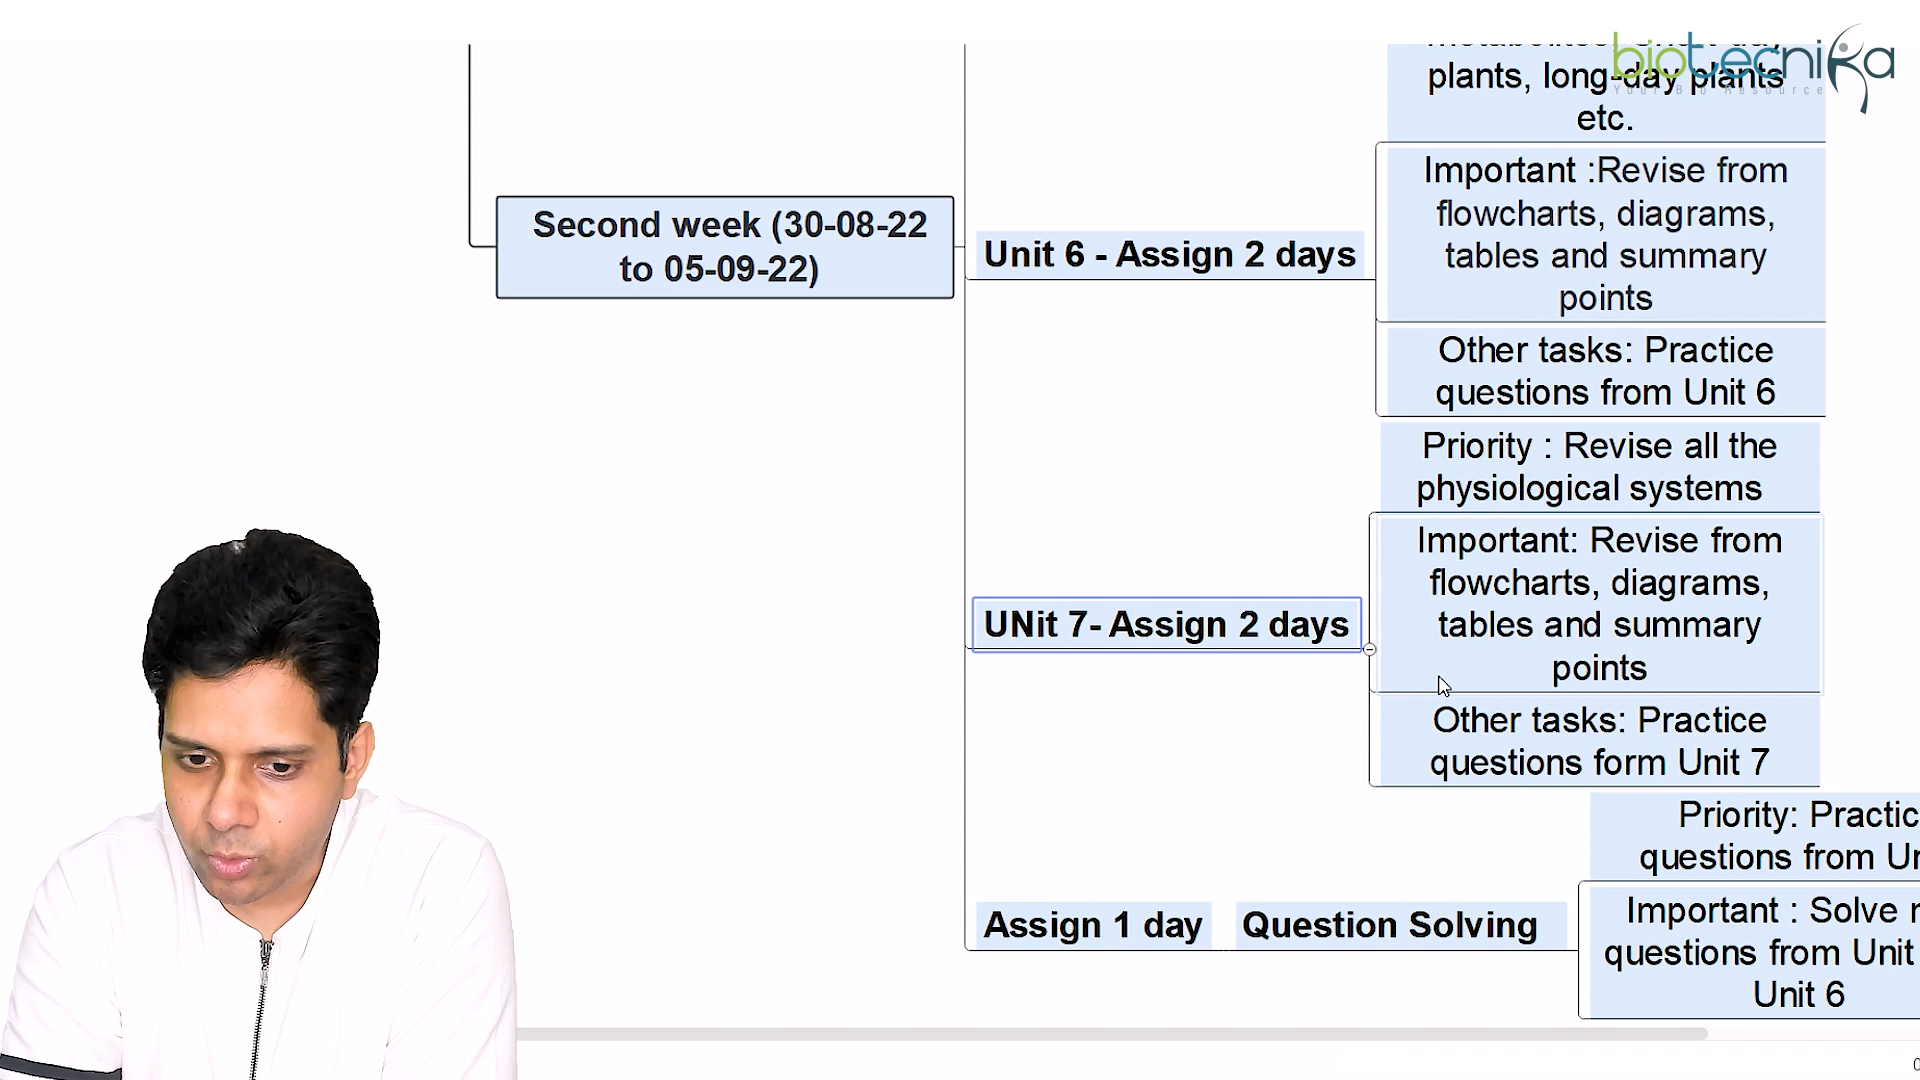 biotecnika
Your Bio Resource
plants, long-day plants
etc.
Important :Revise from
flowcharts, diagrams,
tables and summary
points
Second week (30-08-22
to 05-09-22)
Unit 6 - Assign 2 days
Other tasks: Practice
questions from Unit 6
Priority : Revise all the
physiological systems
Important: Revise from
flowcharts, diagrams,
tables and summary
points
UNit 7- Assign 2 days
Other tasks: Practice
questions form Unit 7
Priority: Practic
questions from Un
Assign 1 day
Question Solving
Important : Solve
questions from Unit
Unit 6